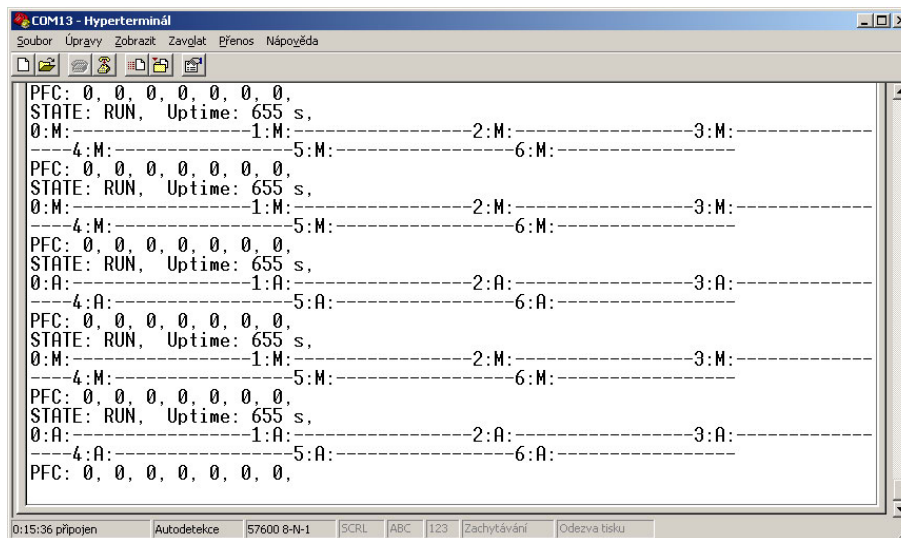 COM13 - Hyperterminál
Soubor Úpravy Zobrazit Zavolat Přenos Nápověda
PFC: 0, 0, 0, 0, 0, 0, 0,
STATE: RUN,  Uptime: 655 s,
0:M:----------------1:M:----------------2:M:----------------3:M:------------
----4:M:----------------5:M:----------------6:M:----------------
PFC: 0, 0, 0, 0, 0, 0, 0,
STATE: RUN,  Uptime: 655 s,
0:M:----------------1:M:----------------2:M:----------------3:M:------------
----4:M:----------------5:M:----------------6:M:----------------
PFC: 0, 0, 0, 0, 0, 0, 0,
STATE: RUN,  Uptime: 655 s,
0:A:----------------1:A:----------------2:A:----------------3:A:------------
----4:A:----------------5:A:----------------6:A:----------------
PFC: 0, 0, 0, 0, 0, 0, 0,
STATE: RUN,  Uptime: 655 s,
0:M:----------------1:M:----------------2:M:----------------3:M:------------
----4:M:----------------5:M:----------------6:M:----------------
PFC: 0, 0, 0, 0, 0, 0, 0,
STATE: RUN,  Uptime: 655 s,
0:A:----------------1:A:----------------2:A:----------------3:A:------------
----4:A:----------------5:A:----------------6:A:----------------
PFC: 0, 0, 0, 0, 0, 0, 0,
0:15:36 připojen Autodetekce 57600 8-N-1 SCRL ABC 123 Zachytávání Odezva tisku